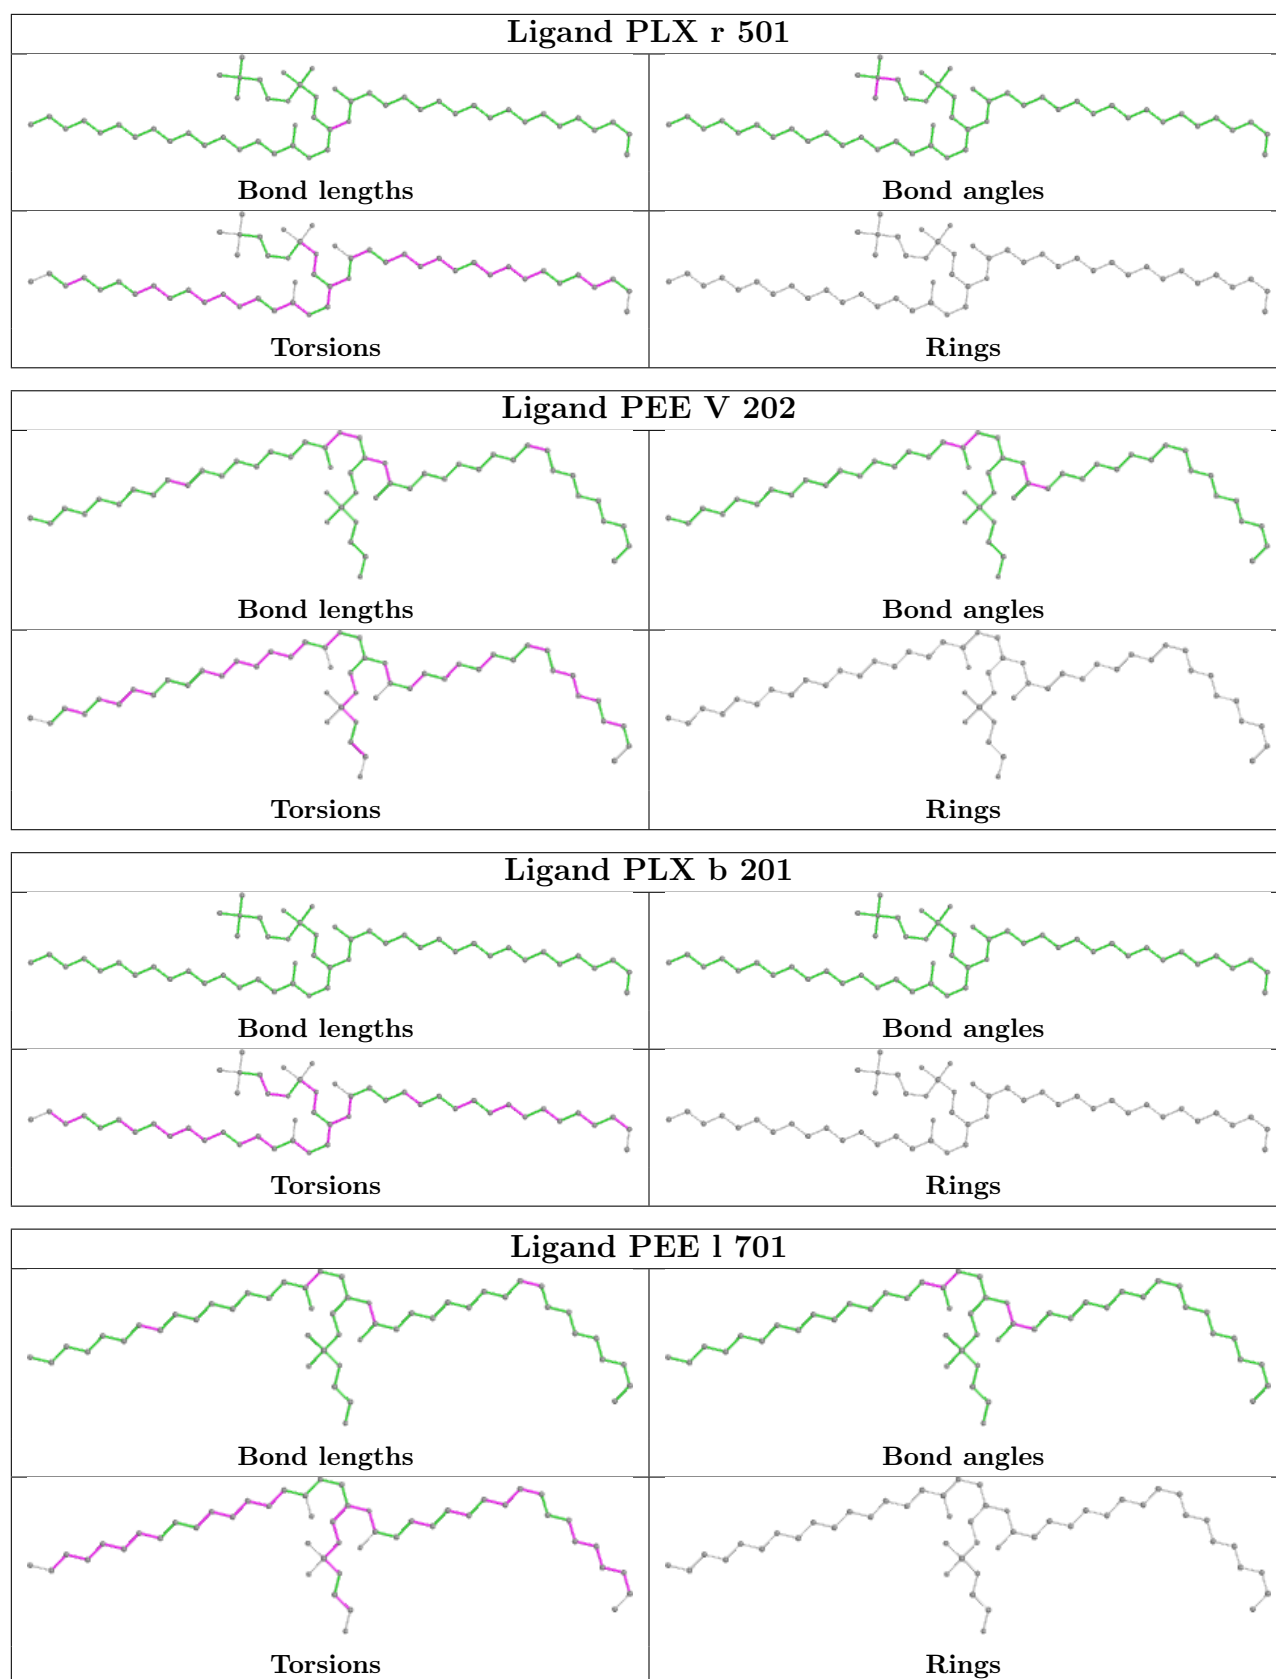 Ligand PLX r 501
Bond lengths
Bond angles
Torsions
Rings
Ligand PEE V 202
Bond lengths
Bond angles
Torsions
Rings
Ligand PLX b 201
Bond lengths
Bond angles
Torsions
Rings
Ligand PEE l 701
Bond lengths
Bond angles
Torsions
Rings